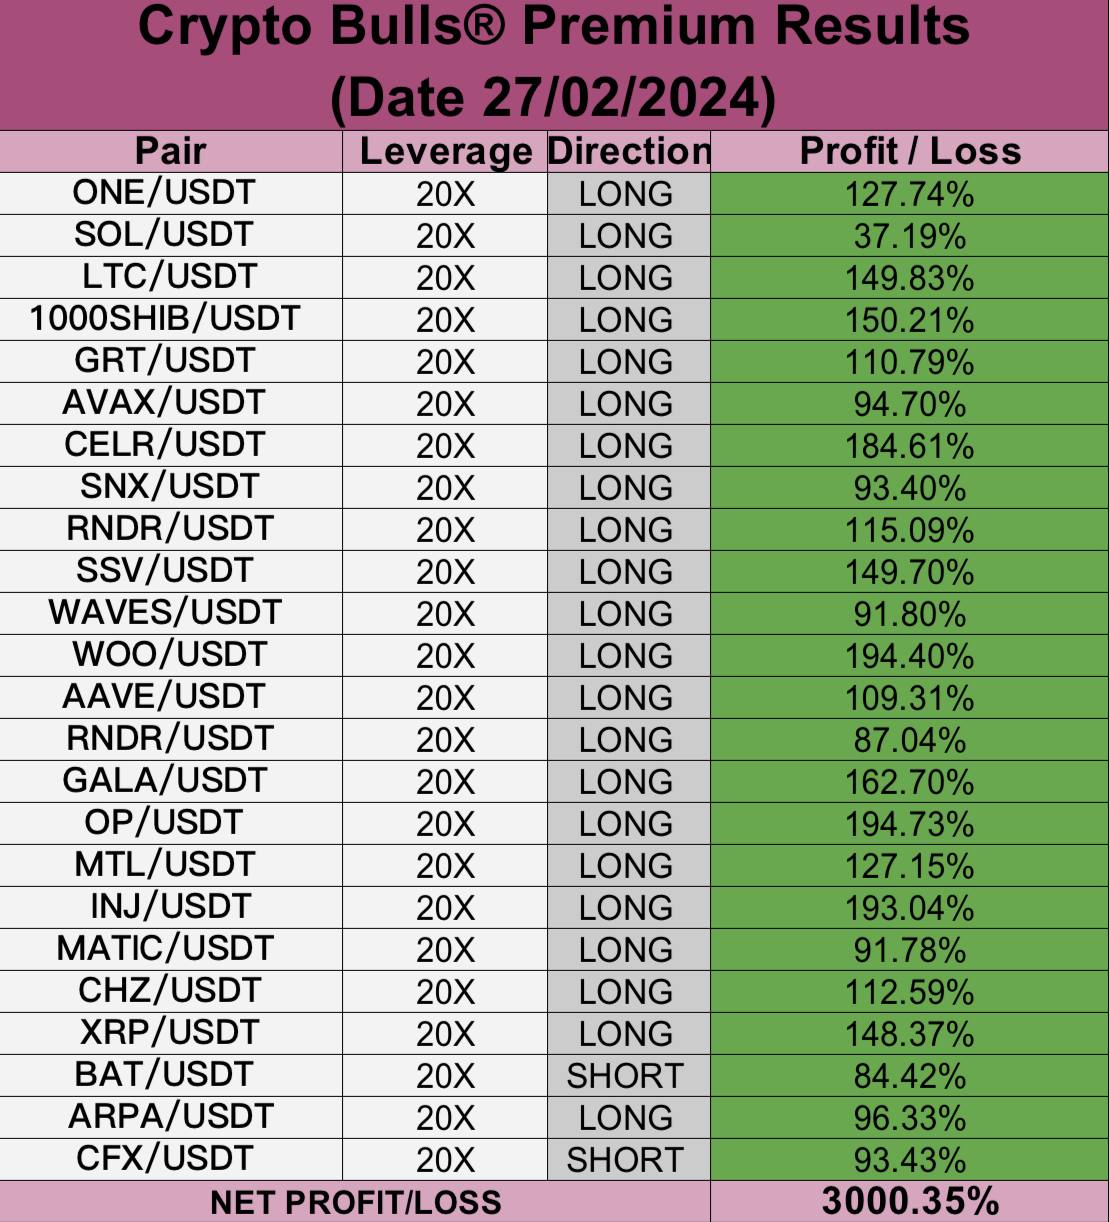 Crypto Bulls® Premium Results
(Date 27/02/2024)
Pair Leverage Direction Profit / Loss
ONE/USDT 20X LONG 127.74%
SOL/USDT 20X LONG 37.19%
LTC/USDT 20X LONG 149.83%
1000SHIB/USDT 20X LONG 150.21%
GRT/USDT 20X LONG 110.79%
AVAX/USDT 20X LONG 94.70%
CELR/USDT 20X LONG 184.61%
SNX/USDT 20X LONG 93.40%
RNDR/USDT 20X LONG 115.09%
SSV/USDT 20X LONG 149.70%
WAVES/USDT 20X LONG 91.80%
WOO/USDT 20X LONG 194.40%
AAVE/USDT 20X LONG 109.31%
RNDR/USDT 20X LONG 87.04%
GALA/USDT 20X LONG 162.70%
OP/USDT 20X LONG 194.73%
MTL/USDT 20X LONG 127.15%
INJ/USDT 20X LONG 193.04%
MATIC/USDT 20X LONG 91.78%
CHZ/USDT 20X LONG 112.59%
XRP/USDT 20X LONG 148.37%
BAT/USDT 20X SHORT 84.42%
ARPA/USDT 20X LONG 96.33%
CFX/USDT 20X SHORT 93.43%
NET PROFIT/LOSS 3000.35%